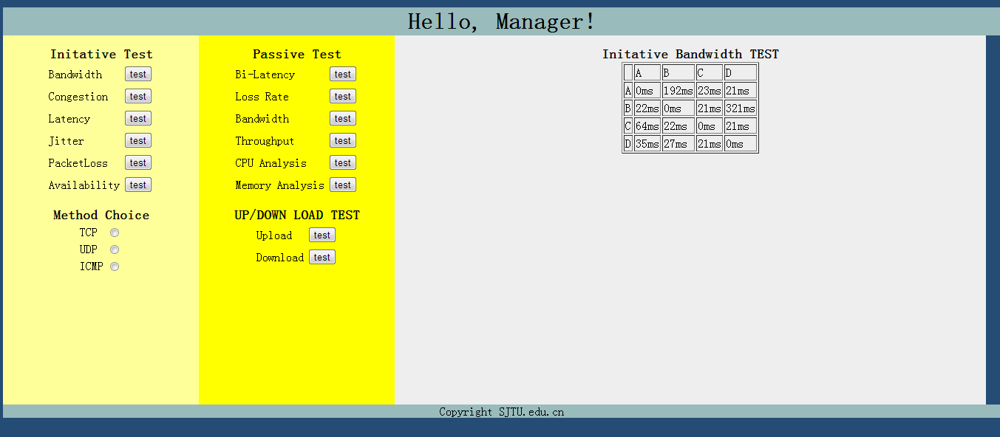 Hello, Manager!
Initative Test
Bandwidth test
Congestion test
Latency test
Jitter test
PacketLoss test
Availability test
Method Choice
TCP
UDP
ICMP
Passive Test
Bi-Latency test
Loss Rate test
Bandwidth test
Throughput test
CPU Analysis test
Memory Analysis test
UP/DOWN LOAD TEST
Upload test
Download test
Initative Bandwidth TEST
A B C D
A 0ms 192ms 23ms 21ms
B 22ms 0ms 21ms 321ms
C 64ms 22ms 0ms 21ms
D 35ms 27ms 21ms 0ms
Copyright SJTU.edu.cn